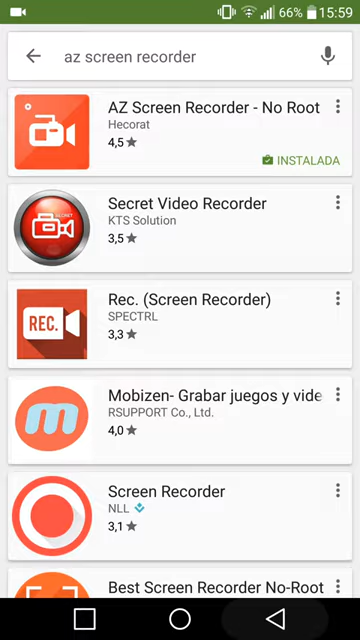 66% 15:59
az screen recorder
AZ Screen Recorder - No Root
Hecorat
4,5
INSTALADA
SECRET
Secret Video Recorder
KTS Solution
3,5
REC.
Rec. (Screen Recorder)
SPECTRL
3,3
m
Mobizen- Grabar juegos y vide
RSUPPORT Co., Ltd.
4,0
Screen Recorder
NLL
3,1
Best Screen Recorder No-Root